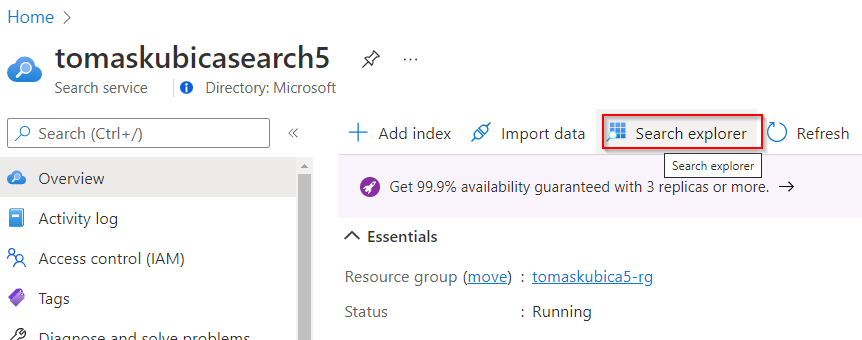 Home >
tomaskubicasearch5
...
Search service
Directory: Microsoft
Search (Ctrl+/)
«
Add index
Import data
Search explorer
Refresh
Search explorer
Overview
Activity log
Access control (IAM)
Tags
Diagnose and solve problems
Get 99.9% availability guaranteed with 3 replicas or more. →
Essentials
Resource group (move) : tomaskubica5-rg
Status : Running